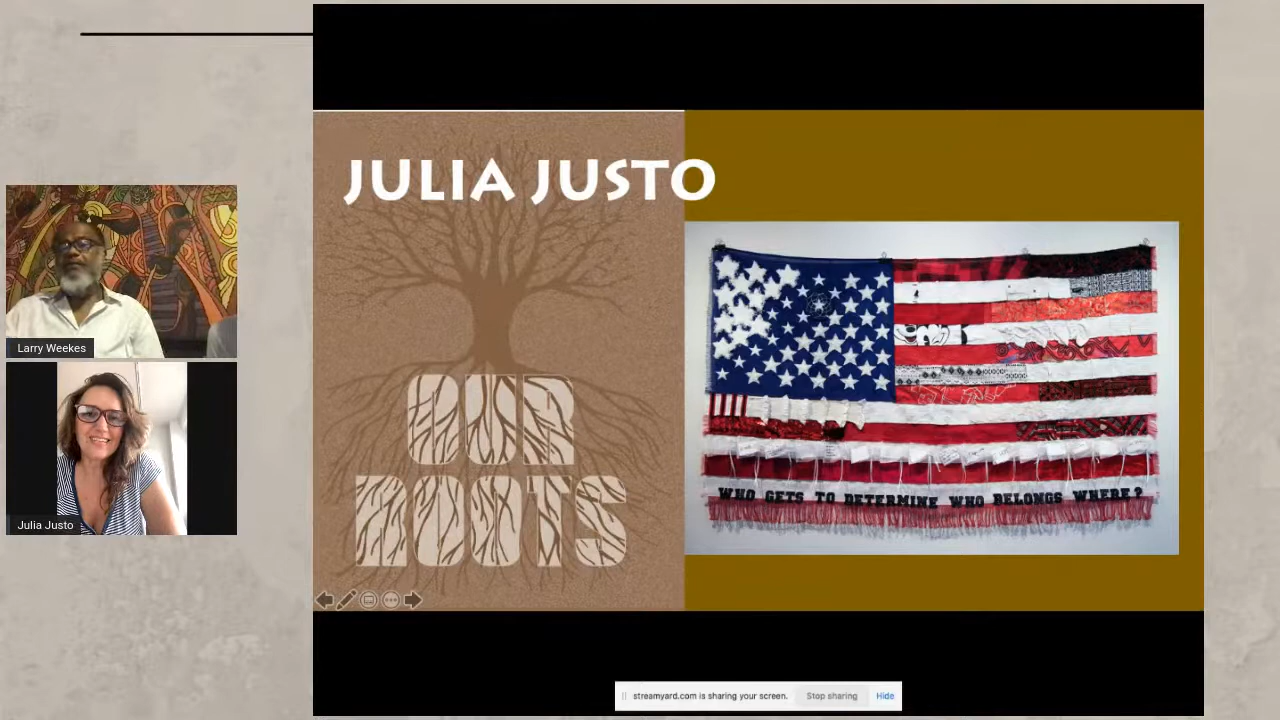 JULIA JUSTO
OUR
ROOTS
WHO GETS TO DETERMINE WHO BELONGS WHERE?
Larry Weekes
Julia Justo
streamyard.com is sharing your screen.
Stop sharing
Hide